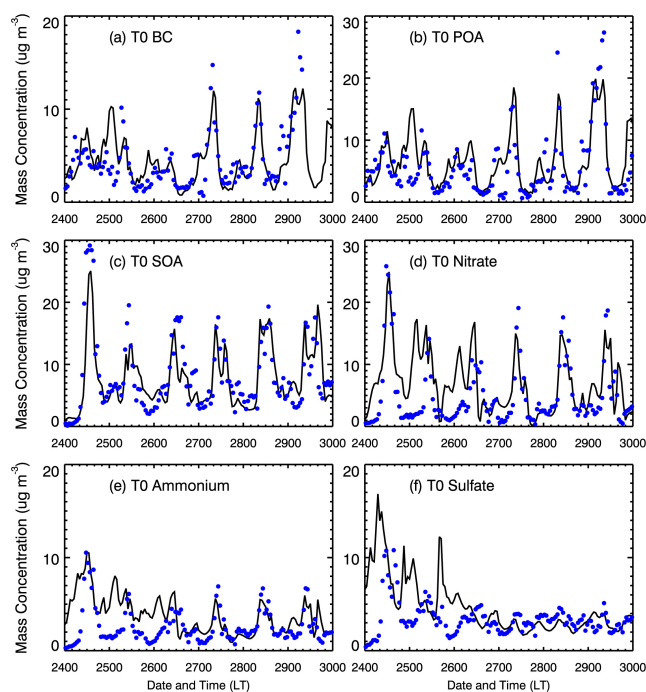 (a) T0 BC
(b) T0 POA
Mass Concentration (ug m-3)
20
10
0
30
20
10
0
2400 2500 2600 2700 2800 2900 3000
2400 2500 2600 2700 2800 2900 3000
(c) T0 SOA
(d) T0 Nitrate
Mass Concentration (ug m-3)
30
20
10
0
30
20
10
0
2400 2500 2600 2700 2800 2900 3000
2400 2500 2600 2700 2800 2900 3000
(e) T0 Ammonium
(f) T0 Sulfate
Mass Concentration (ug m-3)
20
10
0
20
10
0
2400 2500 2600 2700 2800 2900 3000
2400 2500 2600 2700 2800 2900 3000
Date and Time (LT)
Date and Time (LT)